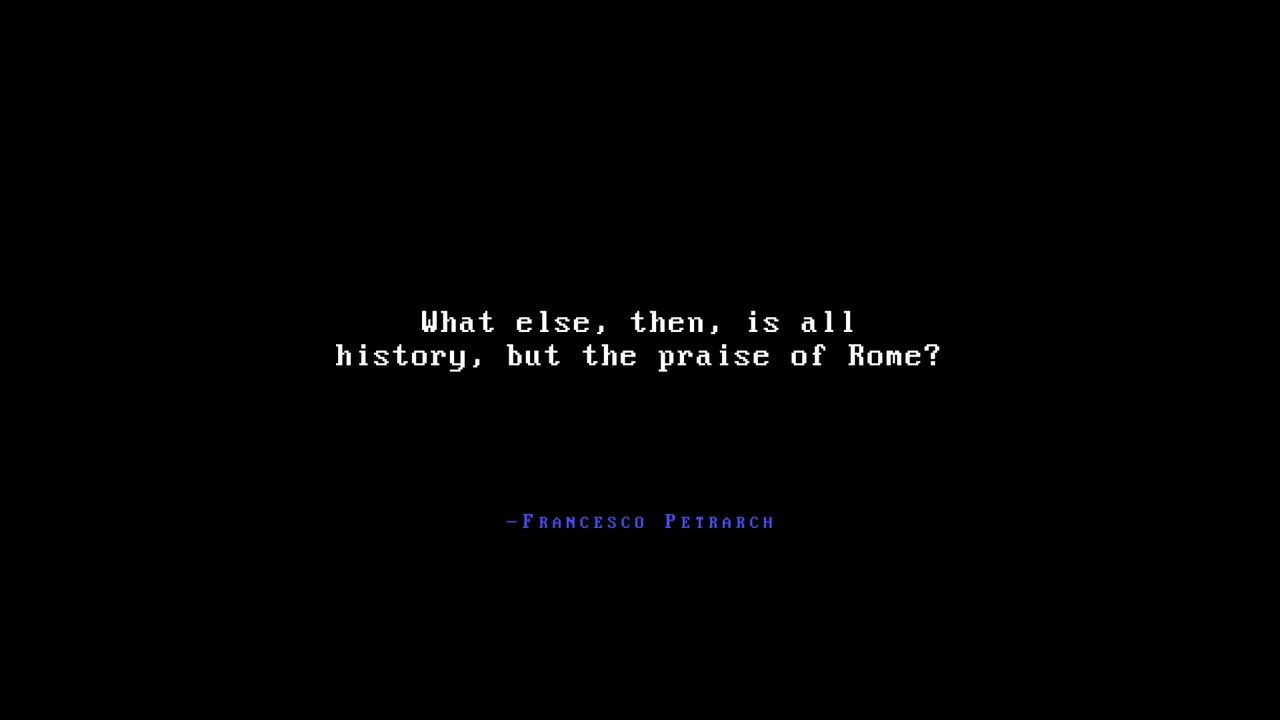 What else, then, is all
history, but the praise of Rome?
-Francesco Petrarch